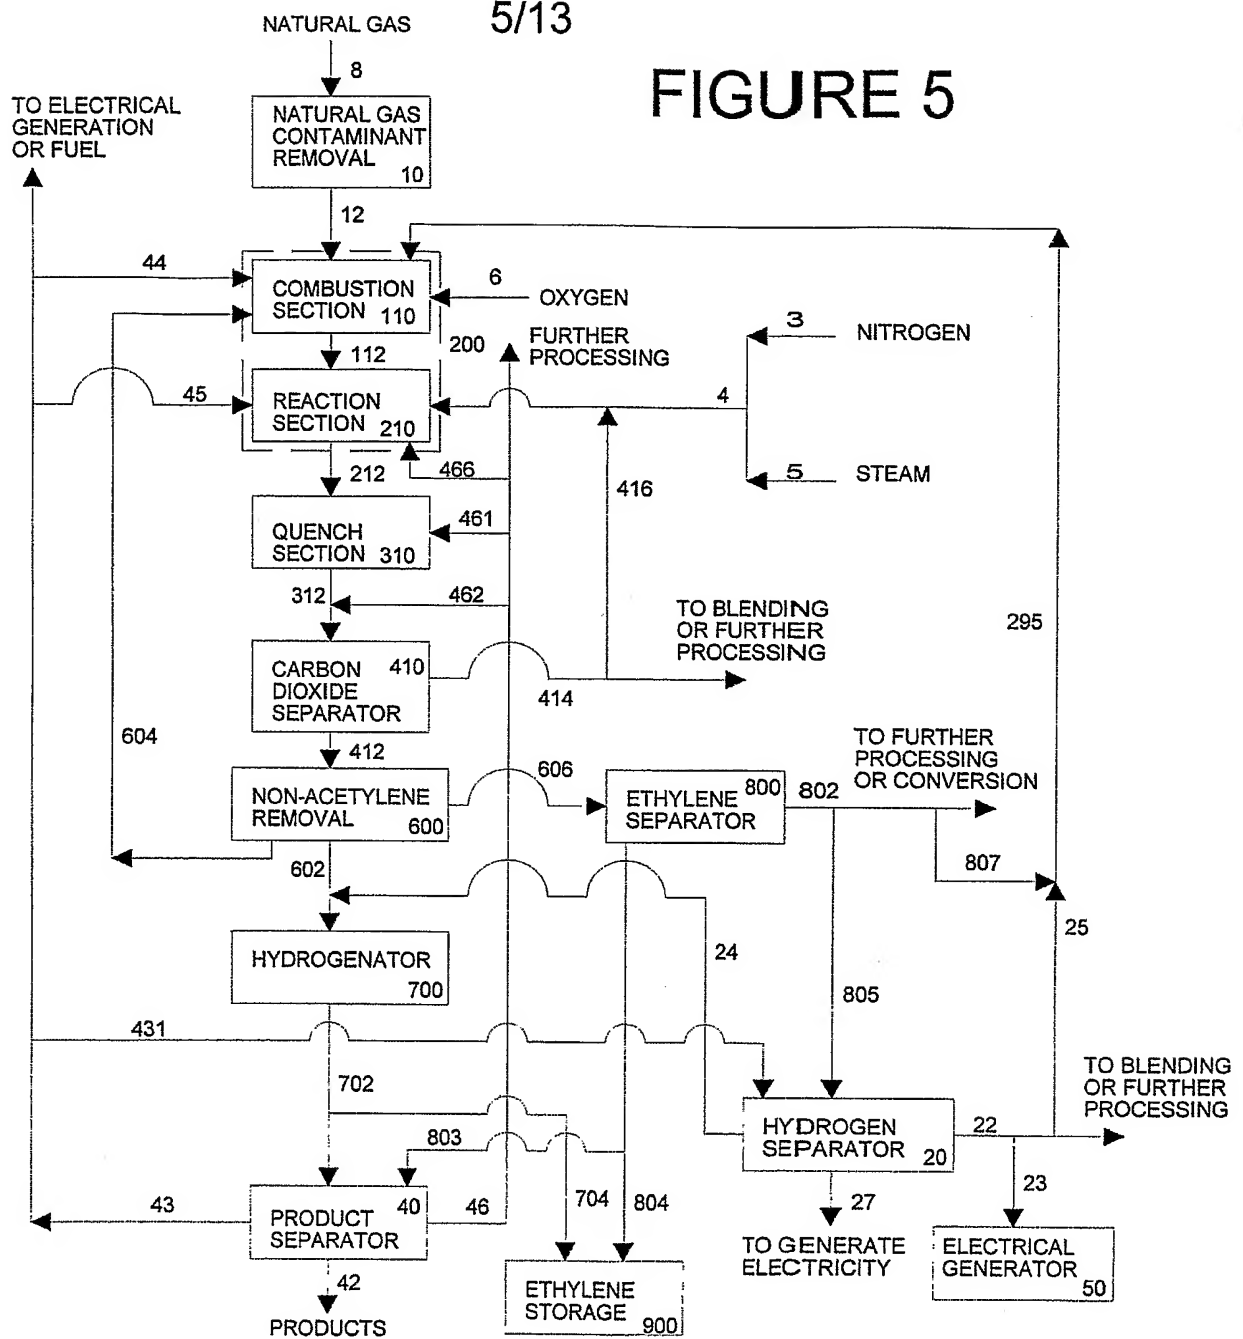 5/13
FIGURE 5
NATURAL GAS
8
TO ELECTRICAL
GENERATION
OR FUEL
NATURAL GAS
CONTAMINANT
REMOVAL
10
12
44
COMBUSTION
SECTION
110
6
OXYGEN
112
200
FURTHER
PROCESSING
3
NITROGEN
45
REACTION
SECTION
210
4
212
466
416
5
STEAM
QUENCH
SECTION
310
461
312
462
TO BLENDING
OR FURTHER
PROCESSING
295
CARBON
DIOXIDE
SEPARATOR
410
414
604
412
TO FURTHER
PROCESSING
OR CONVERSION
NON-ACETYLENE
REMOVAL
600
606
ETHYLENE
SEPARATOR
800
802
602
807
24
25
HYDROGENATOR
700
805
431
702
TO BLENDING
OR FURTHER
PROCESSING
HYDROGEN
SEPARATOR
20
22
803
43
PRODUCT
SEPARATOR
40
46
704
804
27
23
TO GENERATE
ELECTRICITY
ELECTRICAL
GENERATOR
50
42
ETHYLENE
STORAGE
900
PRODUCTS